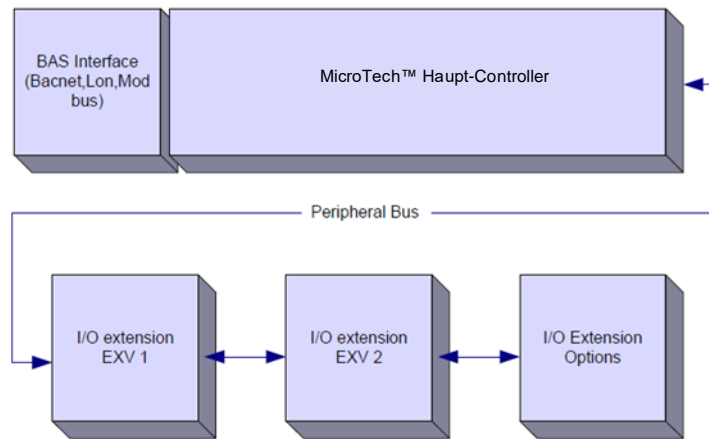 BAS Interface
(Bacnet,Lon,Mod
bus)
MicroTech™ Haupt-Controller
Peripheral Bus
I/O extension
EXV 1
I/O extension
EXV 2
I/O Extension
Options